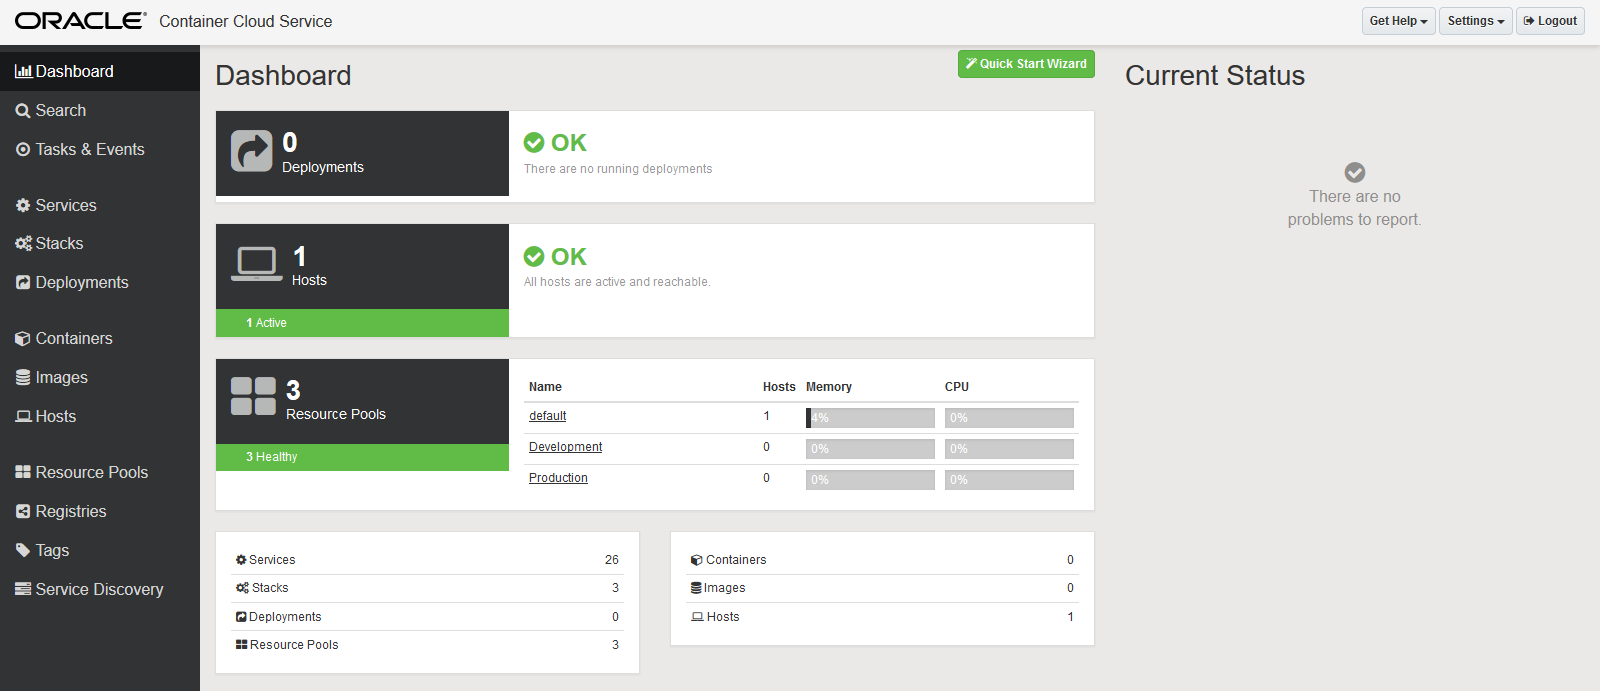 ORACLE® Container Cloud Service
Get Help
Settings
Logout
Dashboard
Search
Tasks & Events
Services
Stacks
Deployments
Containers
Images
Hosts
Resource Pools
Registries
Tags
Service Discovery
Dashboard
Quick Start Wizard
0
Deployments
OK
There are no running deployments
1
Hosts
1 Active
OK
All hosts are active and reachable.
3
Resource Pools
3 Healthy
Name Hosts Memory CPU
default 1 4% 0%
Development 0 0% 0%
Production 0 0% 0%
Services 26
Stacks 3
Deployments 0
Resource Pools 3
Containers 0
Images 0
Hosts 1
Current Status
There are no
problems to report.